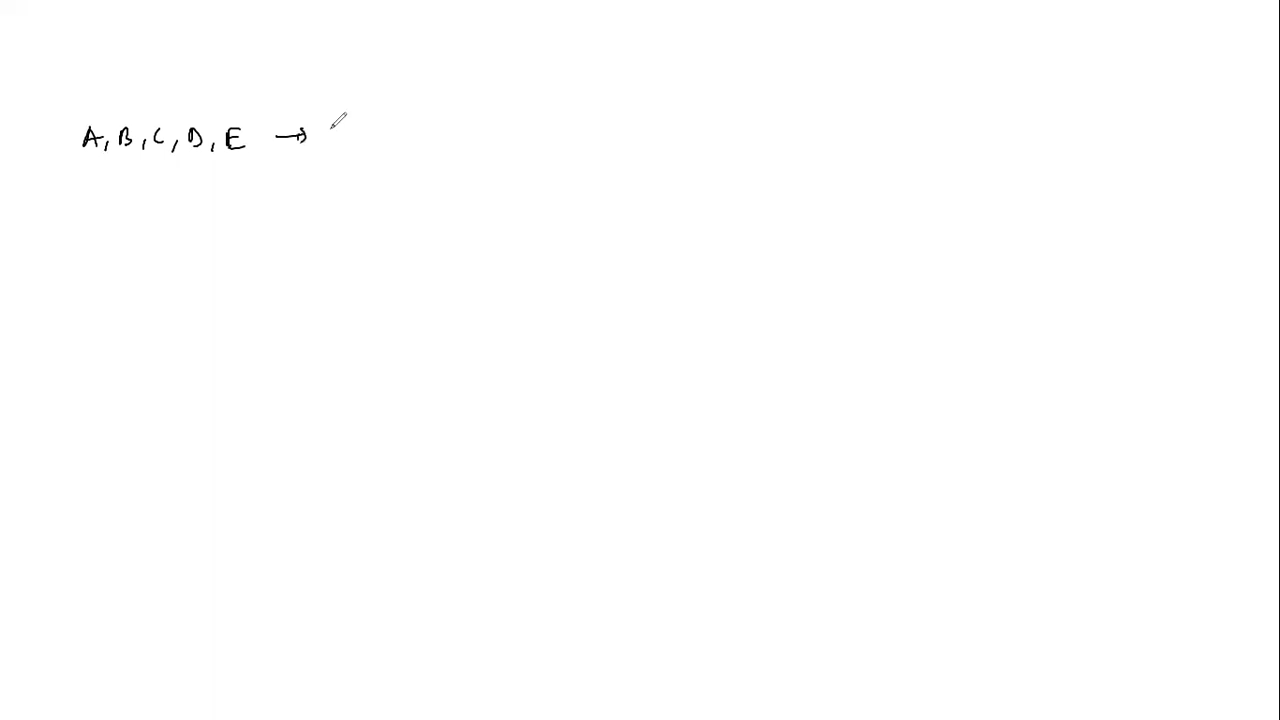 A, B, C, D, E →